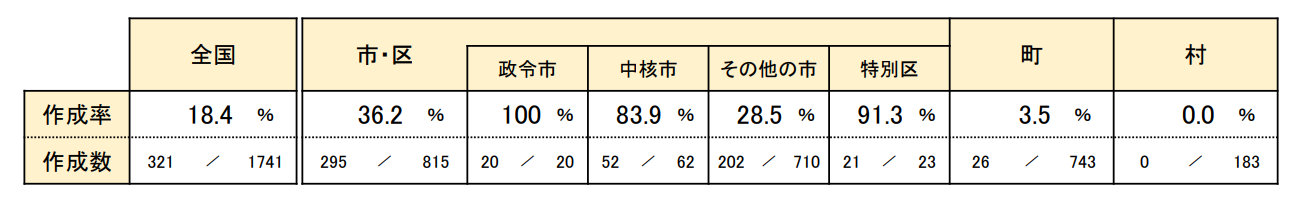 全国 市・区 町 村
政令市 中核市 その他の市 特別区
作成率 18.4 % 36.2 % 100 % 83.9 % 28.5 % 91.3 % 3.5 % 0.0 %
作成数 321 ／ 1741 295 ／ 815 20 ／ 20 52 ／ 62 202 ／ 710 21 ／ 23 26 ／ 743 0 ／ 183